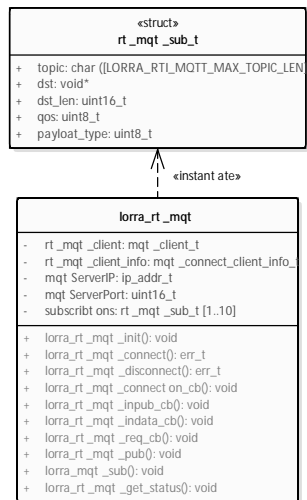 «struct»
rt _mqt _sub_t
+ topic: char ([LORRA_RTI_MQTT_MAX_TOPIC_LEN]
+ dst: void*
+ dst_len: uint16_t
+ qos: uint8_t
+ payloat_type: uint8_t
«instant ate»
lorra_rt _mqt
- rt _mqt _client: mqt _client_t
- rt _mqt _client_info: mqt _connect_client_info_t
- mqt ServerIP: ip_addr_t
- mqt ServerPort: uint16_t
- subscribt ons: rt _mqt _sub_t [1..10]
+ lorra_rt _mqt _init(): void
+ lorra_rt _mqt _connect(): err_t
+ lorra_rt _mqt _disconnect(): err_t
+ lorra_rt _mqt _connect on_cb(): void
+ lorra_rt _mqt _inpub_cb(): void
+ lorra_rt _mqt _indata_cb(): void
+ lorra_rt _mqt _req_cb(): void
+ lorra_rt _mqt _pub(): void
+ lorra_mqt _sub(): void
+ lorra_rt _mqt _get_status(): void